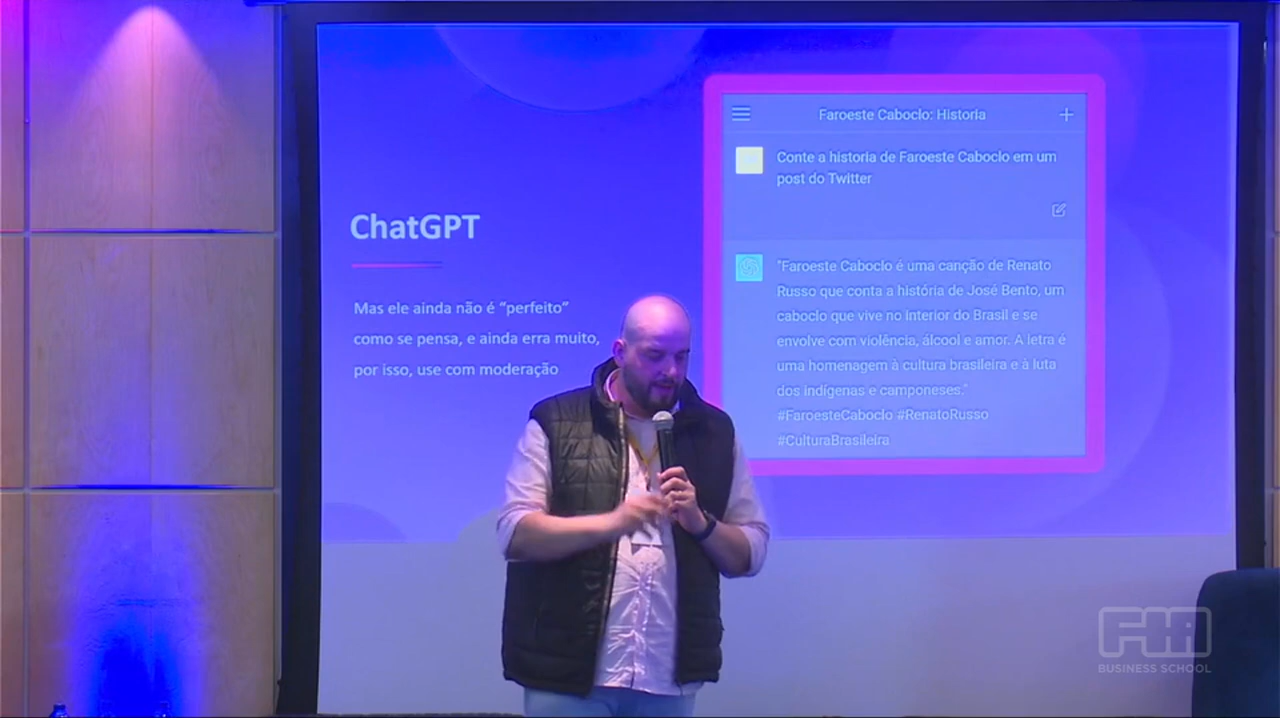 ChatGPT
Mas ele ainda não é “perfeito”
como se pensa, e ainda erra muito,
por isso, use com moderação
Faroeste Caboclo: Historia
Conte a historia de Faroeste Caboclo em um
post do Twitter
"Faroeste Caboclo é uma canção de Renato
Russo que conta a história de José Bento, um
caboclo que vive no interior do Brasil e se
envolve com violência, álcool e amor. A letra é
uma homenagem à cultura brasileira e à luta
dos indígenas e camponeses."
#FaroesteCaboclo #RenatoRusso
#CulturaBrasileira
FIA
BUSINESS SCHOOL